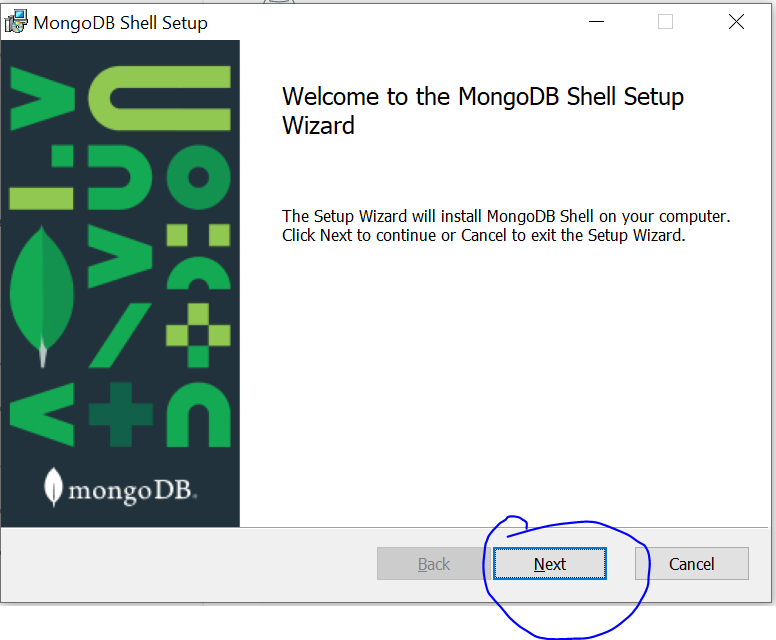 MongoDB Shell Setup
Welcome to the MongoDB Shell Setup
Wizard
The Setup Wizard will install MongoDB Shell on your computer.
Click Next to continue or Cancel to exit the Setup Wizard.
mongoDB.
Back
Next
Cancel